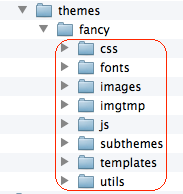 themes
fancy
css
fonts
images
imgtmp
js
subthemes
templates
utils